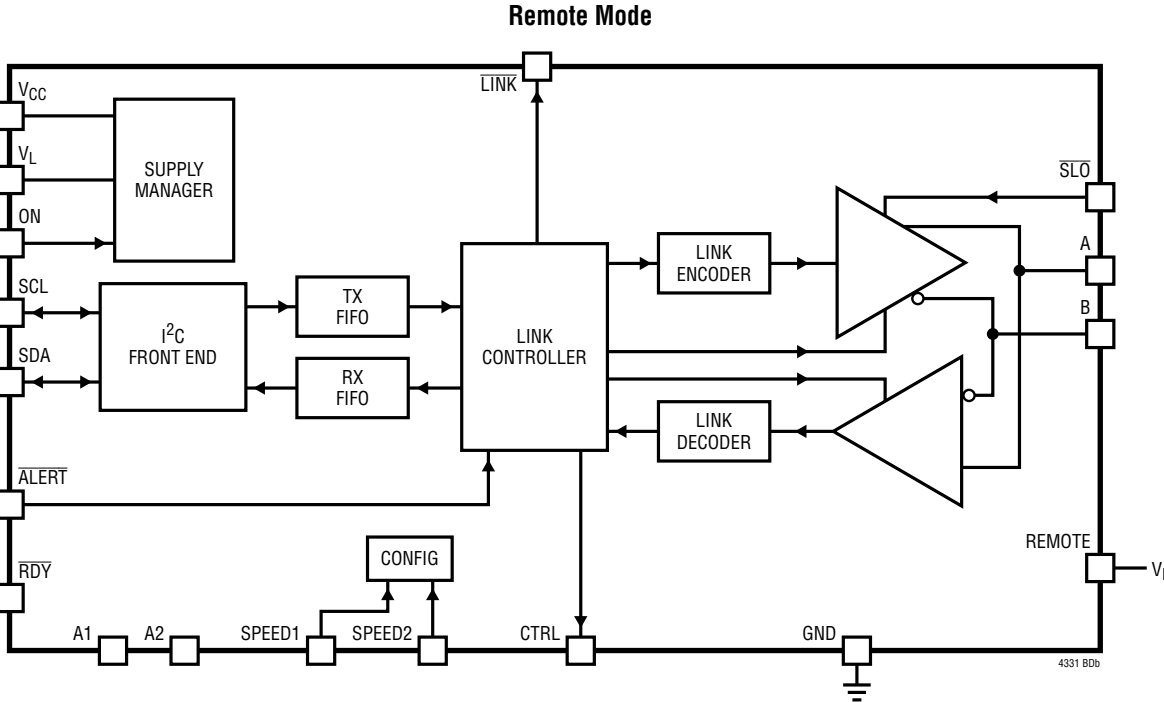 Remote Mode
LINK
VCC
SUPPLY
MANAGER
VL
SLO
ON
A
LINK
ENCODER
SCL
TX
FIFO
B
I2C
FRONT END
LINK
CONTROLLER
SDA
RX
FIFO
LINK
DECODER
ALERT
REMOTE
CONFIG
RDY
A1
A2
SPEED1
SPEED2
CTRL
GND
4331 BDb